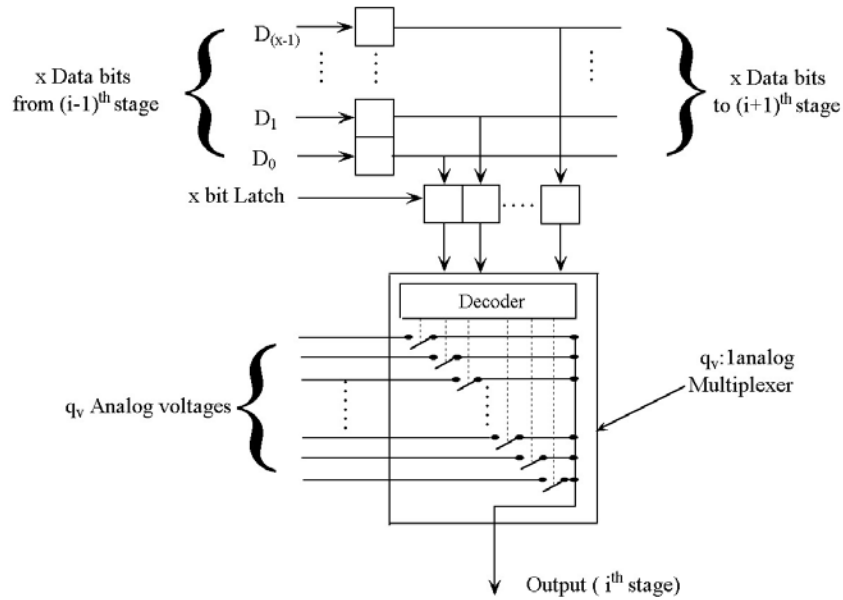 D(x-1)
x Data bits
from (i-1)th stage
x Data bits
to (i+1)th stage
D1
D0
x bit Latch
Decoder
qv:1analog
Multiplexer
qv Analog voltages
Output ( ith stage)